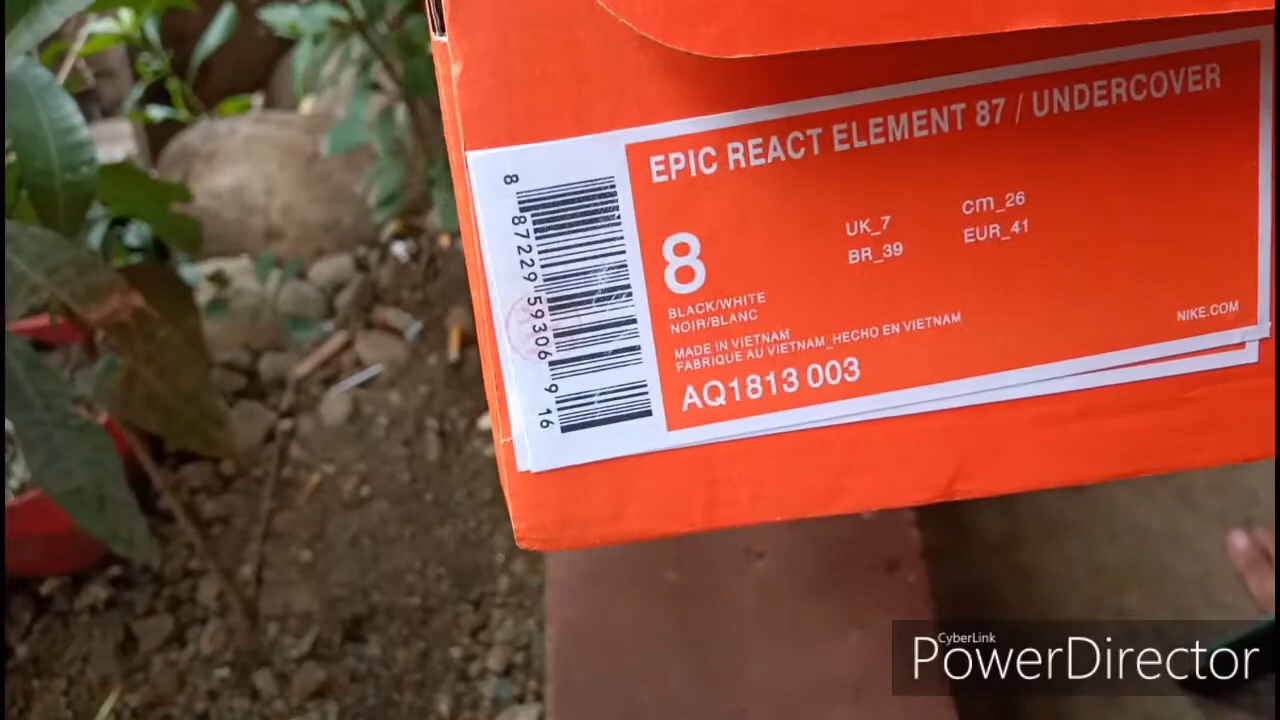 EPIC REACT ELEMENT 87 / UNDERCOVER
8
UK_7
cm_26
BR_39
EUR_41
BLACK/WHITE
NOIR/BLANC
MADE IN VIETNAM
FABRIQUE AU VIETNAM_HECHO EN VIETNAM
NIKE.COM
AQ1813 003
8 87229 59306 9 16
CyberLink
PowerDirector